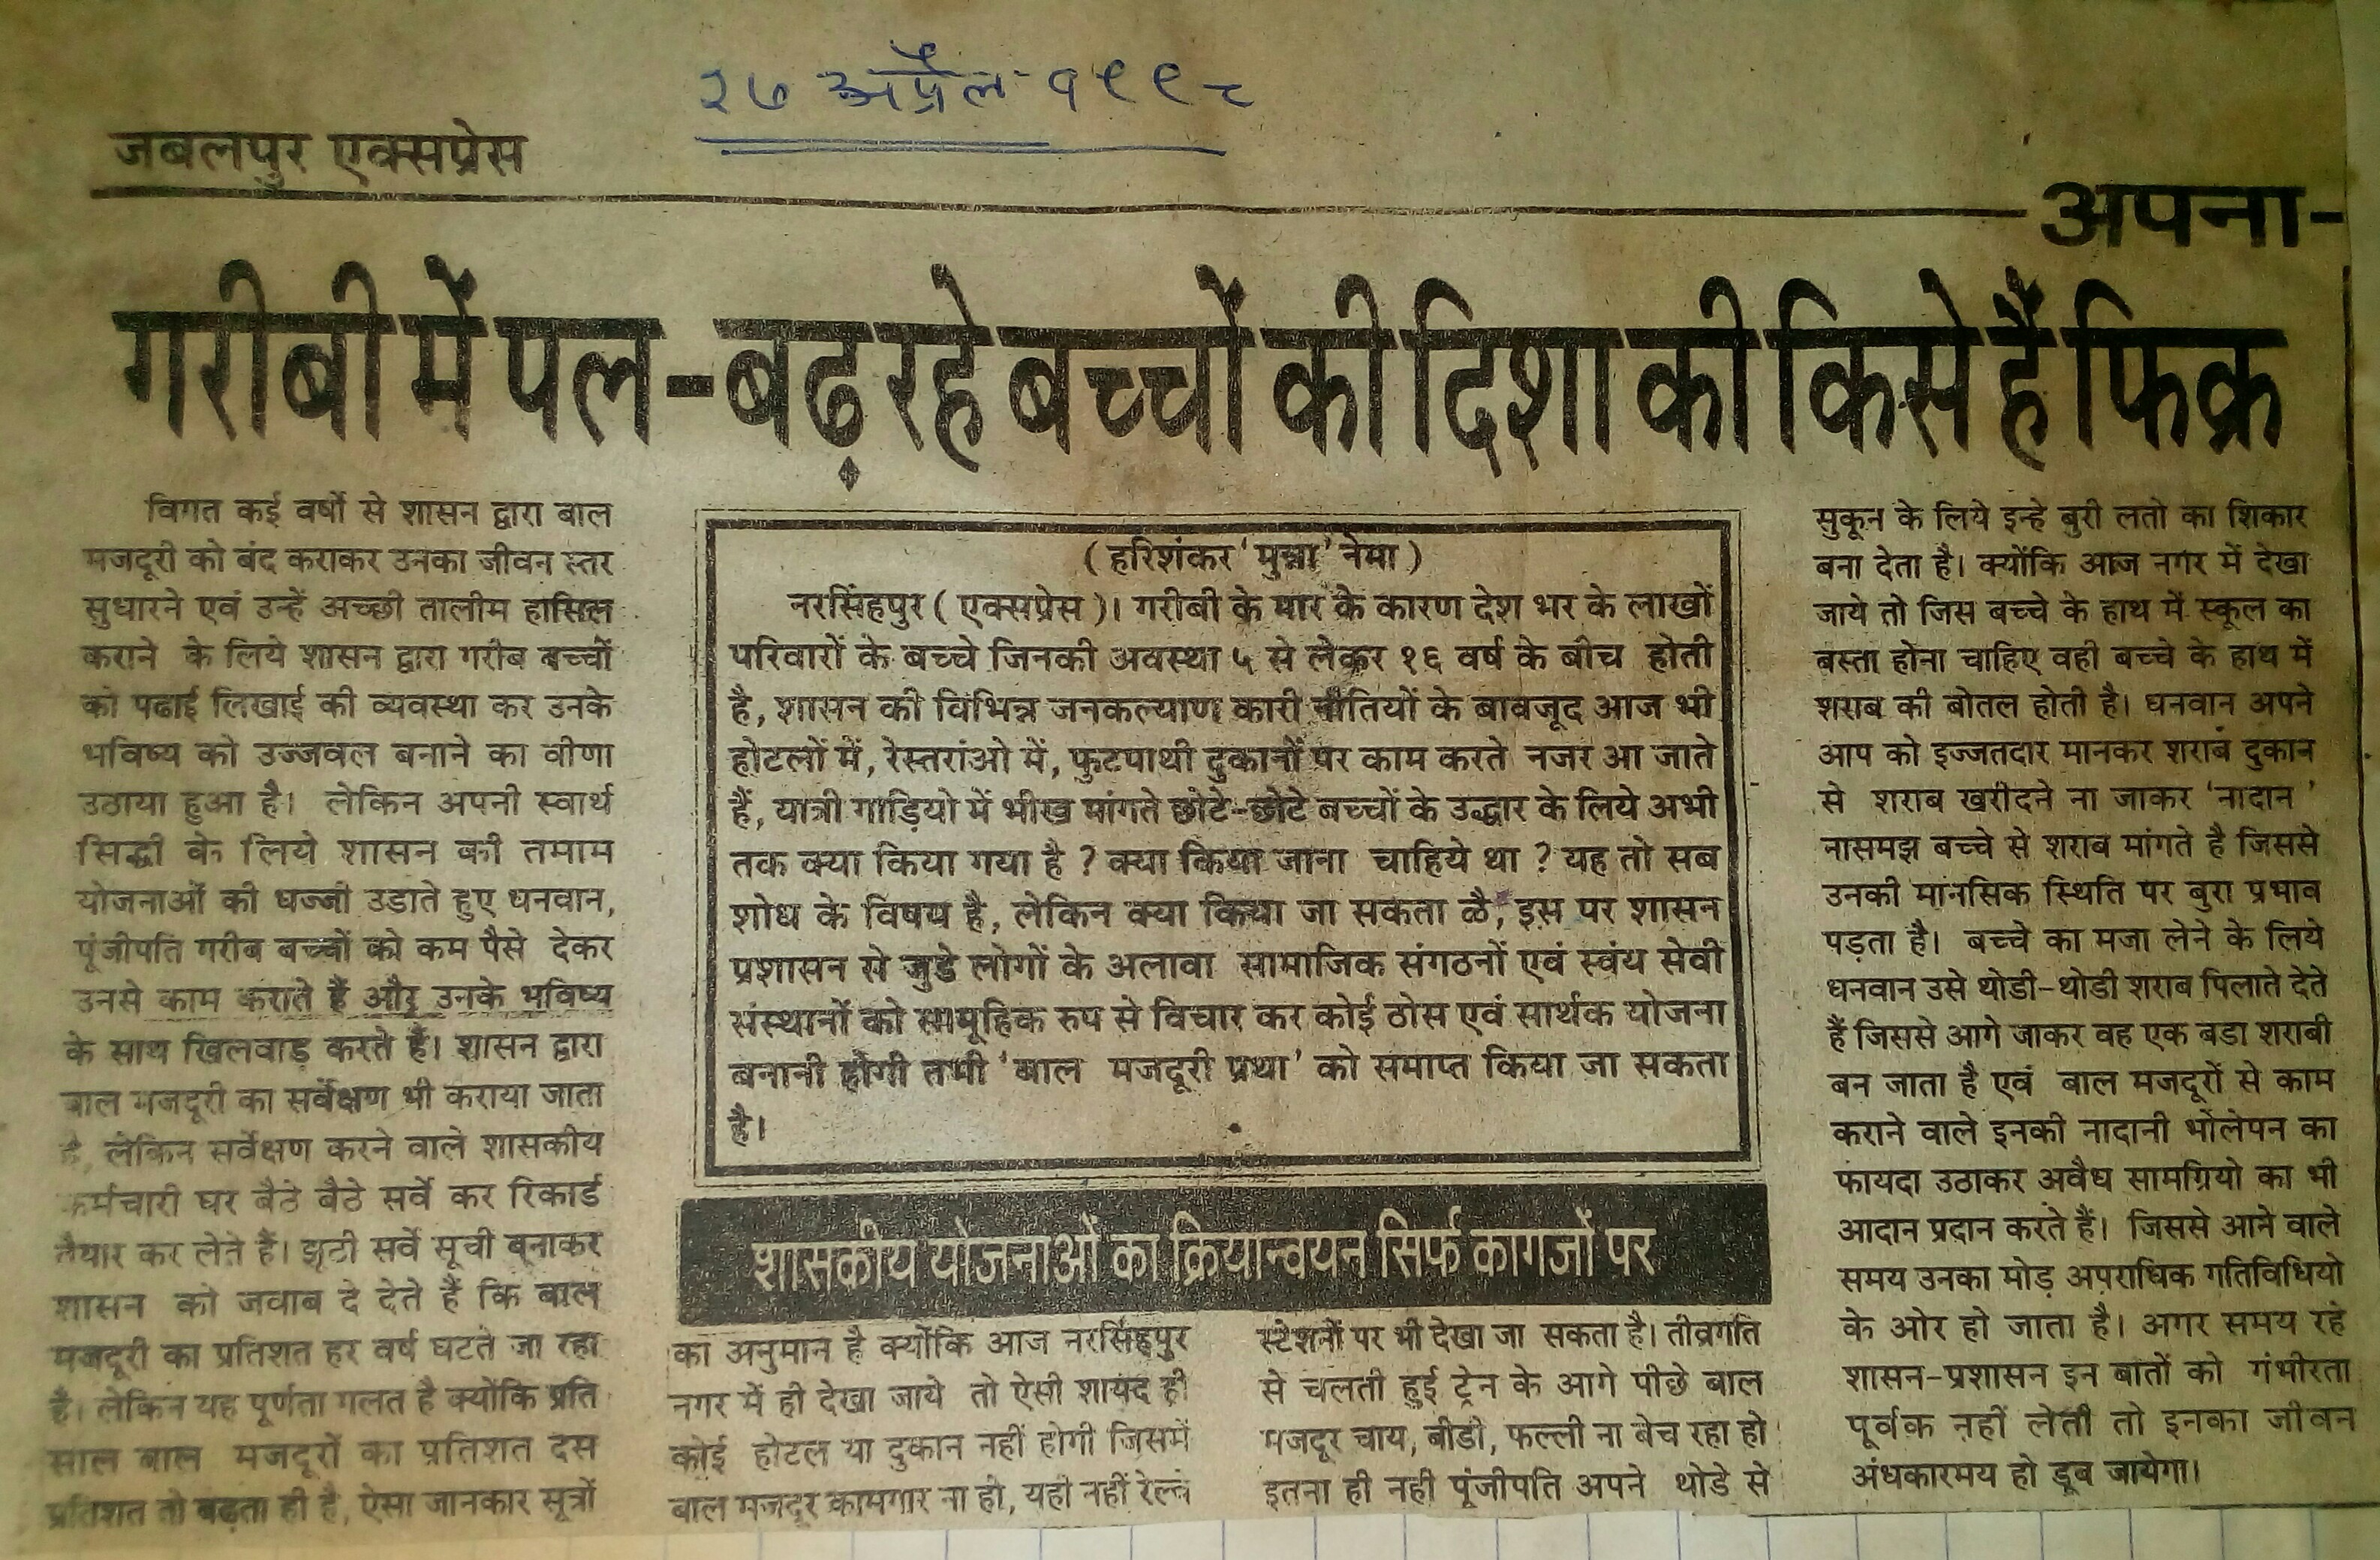 २७ अप्रैल-१९९८
जबलपुर एक्सप्रेस
अपना-
गरीबी में पल-बढ़ रहे बच्चों की दिशा की किसे है फिक्र
विगत कई वर्षो से शासन द्वारा बाल
मजदूरी को बंद कराकर उनका जीवन स्तर
सुधारने एवं उन्हें अच्छी तालीम हासिल
कराने के लिये शासन द्वारा गरीब बच्चों
को पढाई लिखाई की व्यवस्था कर उनके
भविष्य को उज्जवल बनाने का वीणा
उठाया हुआ है। लेकिन अपनी स्वार्थ
सिद्धी के लिये शासन की तमाम
योजनाओं की धज्जी उडाते हुए धनवान,
पूंजीपति गरीब बच्चों को कम पैसे देकर
उनसे काम कराते हैं और उनके भविष्य
के साथ खिलवाड़ करते हैं। शासन द्वारा
बाल मजदूरी का सर्वेक्षण भी कराया जाता
है, लेकिन सर्वेक्षण करने वाले शासकीय
कर्मचारी घर बैठे बैठे सर्वे कर रिकार्ड
तैयार कर लेते हैं। झूठी सर्वे सूची बनाकर
शासन को जवाब दे देते हैं कि बाल
मजदूरी का प्रतिशत हर वर्ष घटते जा रहा
है। लेकिन यह पूर्णता गलत है क्योंकि प्रति
साल बाल मजदूरों का प्रतिशत दस
प्रतिशत तो बढ़ता ही है, ऐसा जानकार सूत्रों
(हरिशंकर 'मुन्ना' नेमा)
नरसिंहपुर (एक्सप्रेस)। गरीबी के मार के कारण देश भर के लाखों
परिवारों के बच्चे जिनकी अवस्था ५ से लेकर १६ वर्ष के बीच होती
है, शासन की विभिन्न जनकल्याण कारी नीतियों के बावजूद आज भी
होटलों में, रेस्तरांओ में, फुटपाथी दुकानों पर काम करते नजर आ जाते
हैं, यात्री गाड़ियो में भीख मांगते छोटे-छोटे बच्चों के उद्धार के लिये अभी
तक क्या किया गया है ? क्या किया जाना चाहिये था ? यह तो सब
शोध के विषय है, लेकिन क्या किया जा सकता ळै, इस पर शासन
प्रशासन से जुडे लोगों के अलावा सामाजिक संगठनों एवं स्वंय सेवी
संस्थानों को सामूहिक रुप से विचार कर कोई ठोस एवं सार्थक योजना
बनानी होगी तभी 'बाल मजदूरी प्रथा' को समाप्त किया जा सकता
है।
शासकीय योजनाओं का क्रियान्वयन सिर्फ कागजों पर
का अनुमान है क्योंकि आज नरसिंहपुर
नगर में ही देखा जाये तो ऐसी शायद ही
कोई होटल या दुकान नहीं होगी जिसमें
बाल मजदूर कामगार ना हो, यही नहीं रेल्वे
स्टेशनों पर भी देखा जा सकता है। तीव्रगति
से चलती हुई ट्रेन के आगे पीछे बाल
मजदूर चाय, बीडी, फल्ली ना बेच रहा हो
इतना ही नही पूंजीपति अपने थोडे से
सुकून के लिये इन्हे बुरी लतो का शिकार
बना देता है। क्योंकि आज नगर में देखा
जाये तो जिस बच्चे के हाथ में स्कूल का
बस्ता होना चाहिए वही बच्चे के हाथ में
शराब की बोतल होती है। धनवान अपने
आप को इज्जतदार मानकर शराब दुकान
से शराब खरीदने ना जाकर 'नादान'
नासमझ बच्चे से शराब मांगते है जिससे
उनकी मानसिक स्थिति पर बुरा प्रभाव
पड़ता है। बच्चे का मजा लेने के लिये
धनवान उसे थोडी-थोडी शराब पिलाते देते
हैं जिससे आगे जाकर वह एक बडा शराबी
बन जाता है एवं बाल मजदूरों से काम
कराने वाले इनकी नादानी भोलेपन का
फायदा उठाकर अवैध सामग्रियो का भी
आदान प्रदान करते हैं। जिससे आने वाले
समय उनका मोड़ अपराधिक गतिविधियो
के ओर हो जाता है। अगर समय रहे
शासन-प्रशासन इन बातों को गंभीरता
पूर्वक नहीं लेती तो इनका जीवन
अंधकारमय हो डूब जायेगा।